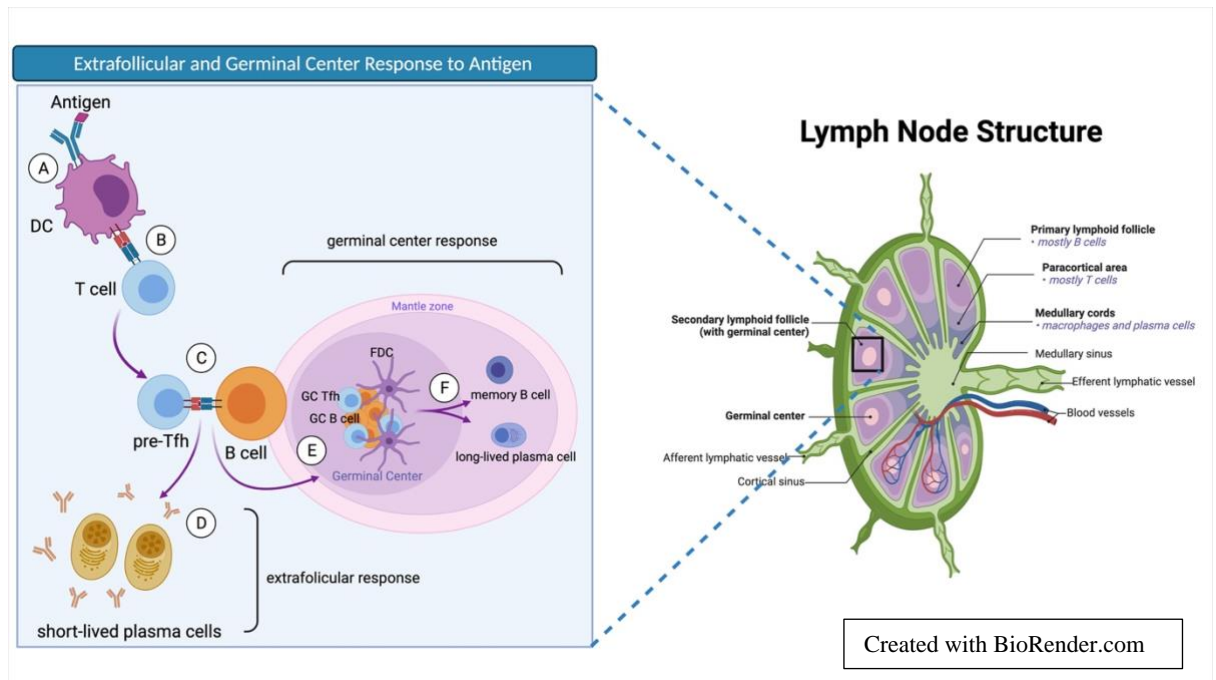 Extrafollicular and Germinal Center Response to Antigen
Antigen
A
DC
B
T cell
germinal center response
Mantle zone
C
FDC
GC Tfh
GC B cell
F
memory B cell
pre-Tfh
B cell
E
long-lived plasma cell
Germinal Center
D
extrafolicular response
short-lived plasma cells
Lymph Node Structure
Primary lymphoid follicle
• mostly B cells
Paracortical area
• mostly T cells
Secondary lymphoid follicle
(with germinal center)
Medullary cords
• macrophages and plasma cells
Medullary sinus
Efferent lymphatic vessel
Germinal center
Blood vessels
Afferent lymphatic vessel
Cortical sinus
Created with BioRender.com